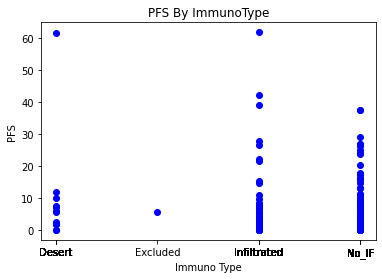 PFS By ImmunoType
60
50
40
30
20
10
0
PFS
Desert Excluded Infiltrated No_IF
Immuno Type